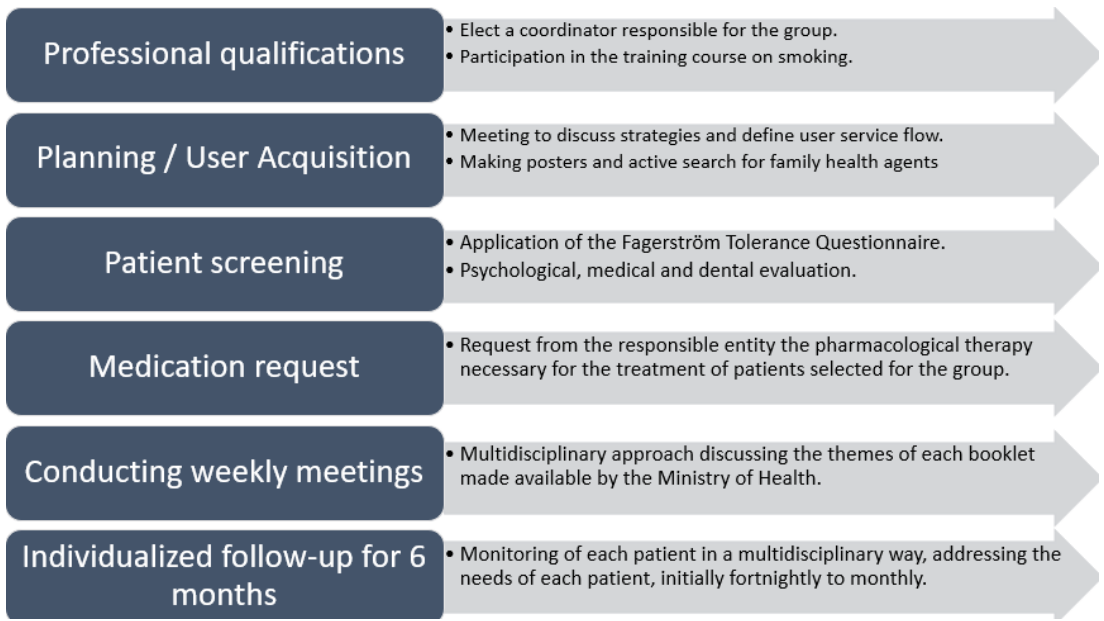 Professional qualifications
• Elect a coordinator responsible for the group.
• Participation in the training course on smoking.
Planning / User Acquisition
• Meeting to discuss strategies and define user service flow.
• Making posters and active search for family health agents
Patient screening
• Application of the Fagerström Tolerance Questionnaire.
• Psychological, medical and dental evaluation.
Medication request
• Request from the responsible entity the pharmacological therapy
necessary for the treatment of patients selected for the group.
Conducting weekly meetings
• Multidisciplinary approach discussing the themes of each booklet
made available by the Ministry of Health.
Individualized follow-up for 6
months
• Monitoring of each patient in a multidisciplinary way, addressing the
needs of each patient, initially fortnightly to monthly.